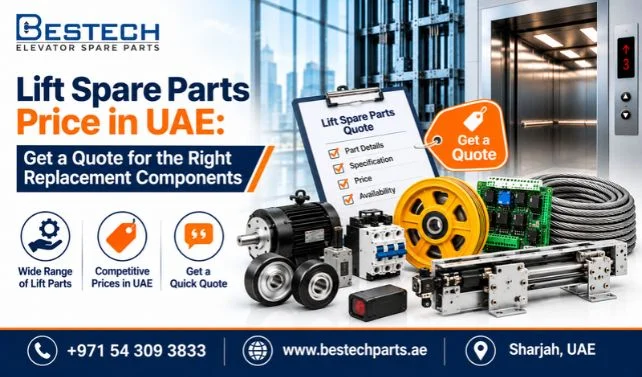 BESTECH
ELEVATOR SPARE PARTS
Lift Spare Parts
Price in UAE:
Get a Quote for the Right
Replacement Components
Wide Range
of Lift Parts
Competitive
Prices in UAE
Get a
Quick Quote
Lift Spare Parts
Quote
Part Details
Specification
Price
Availability
Get a
Quote
3
+971 54 309 3833
www.bestechparts.ae
Sharjah, UAE